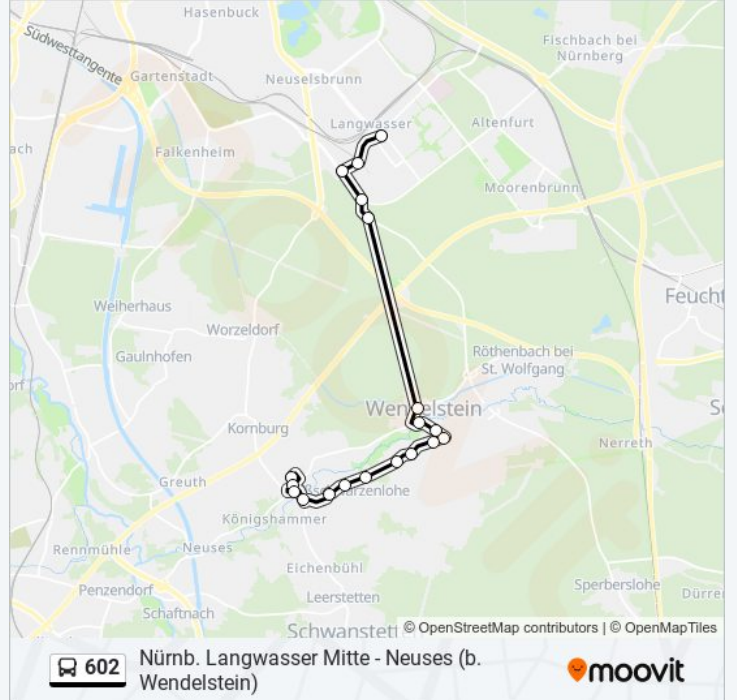 Hasenbuck
Südwesttangente
Fischbach bei
Nürnberg
Gartenstadt
Neuselsbrunn
Langwasser
Altenfurt
ach
Falkenheim
Moorenbrunn
Feucht
Weiherhaus
Worzeldorf
Gaulnhofen
Röthenbach bei
St. Wolfgang
orf
Wendelstein
Kornburg
Nerreth
Greuth
Königshammer
Neuses
Rennmühle
Eichenbühl
Penzendorf
Leerstetten
Sperberslohe
Dürre
Schaftnach
Schwanstett
© OpenStreetMap contributors | © OpenMapTiles
602
Nürnb. Langwasser Mitte - Neuses (b.
Wendelstein)
moovit